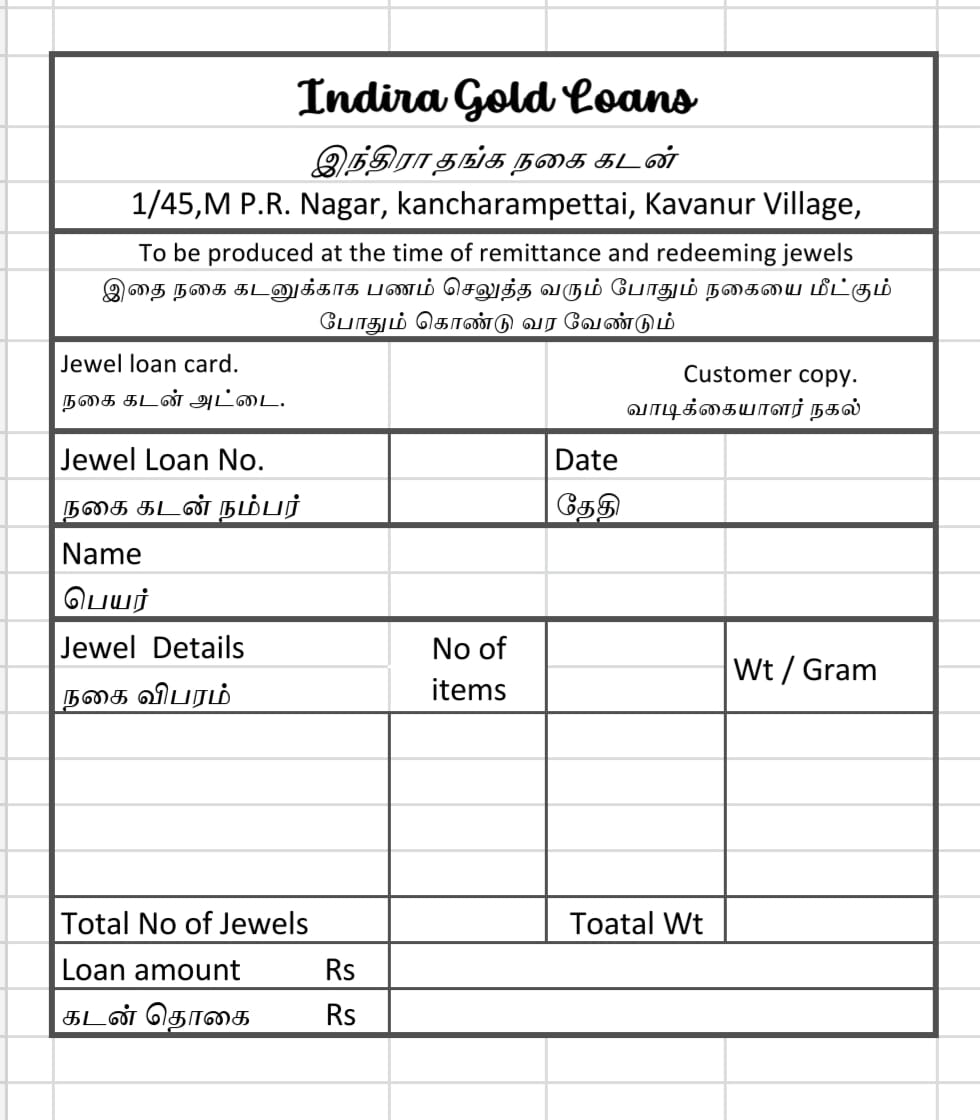 Indira Gold Loans
இந்திரா தங்க நகை கடன்
1/45,M P.R. Nagar, kancharampettai, Kavanur Village,
To be produced at the time of remittance and redeeming jewels
இதை நகை கடனுக்காக பணம் செலுத்த வரும் போதும் நகையை மீட்கும்
போதும் கொண்டு வர வேண்டும்
Jewel loan card.
நகை கடன் அட்டை.
Customer copy.
வாடிக்கையாளர் நகல்
Jewel Loan No.
நகை கடன் நம்பர்
Date
தேதி
Name
பெயர்
Jewel Details
நகை விபரம்
No of
items
Wt / Gram
Total No of Jewels
Toatal Wt
Loan amount Rs
கடன் தொகை Rs